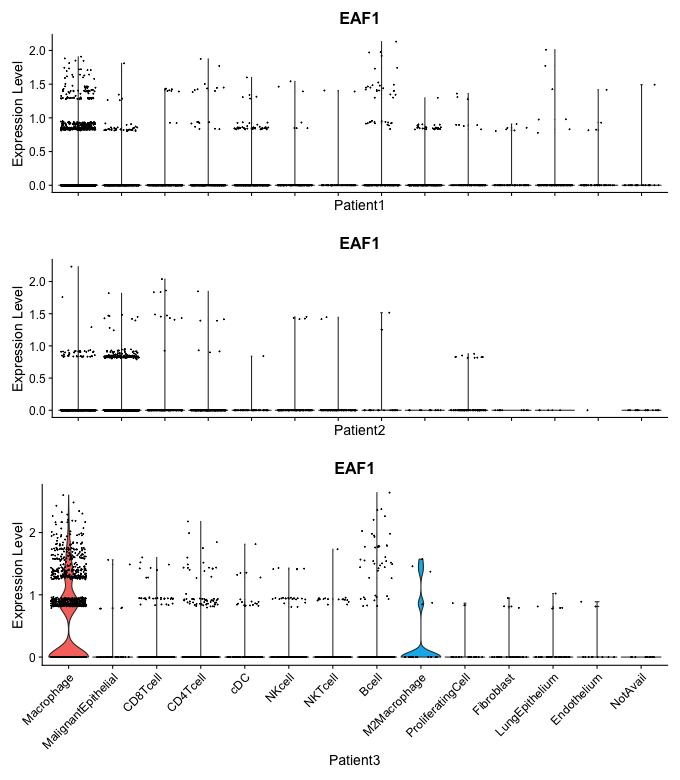 EAF1
Expression Level
2.0
1.5
1.0
0.5
0.0
Patient1
EAF1
Expression Level
2.0
1.5
1.0
0.5
0.0
Patient2
EAF1
Expression Level
2
1
0
Macrophage
MalignantEpithelial
CD8Tcell
CD4Tcell
cDC
NKcell
NKTcell
Bcell
M2Macrophage
ProliferatingCell
Fibroblast
LungEpithelium
Endothelium
NotAvail
Patient3